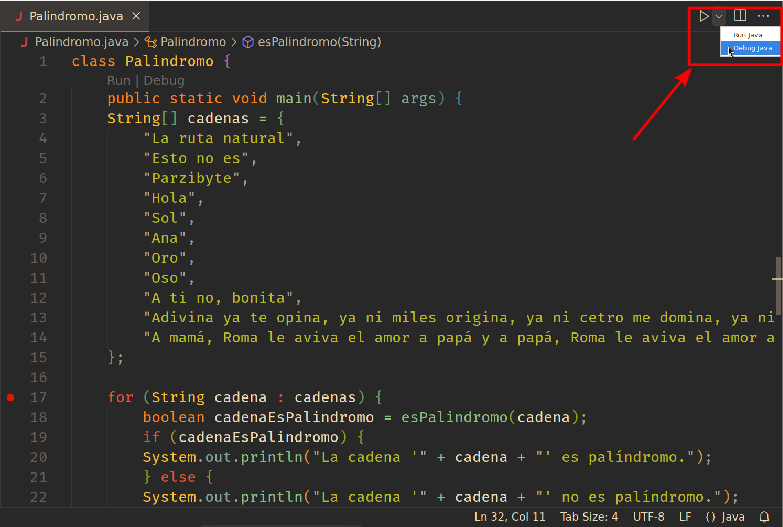 J Palindromo.java ×
J Palindromo.java > Palindromo > esPalindromo(String)
Run Java
Debug Java
1 class Palindromo {
Run | Debug
2 public static void main(String[] args) {
3 String[] cadenas = {
4 "La ruta natural",
5 "Esto no es",
6 "Parzibyte",
7 "Hola",
8 "Sol",
9 "Ana",
10 "Oro",
11 "Oso",
12 "A ti no, bonita",
13 "Adivina ya te opina, ya ni miles origina, ya ni cetro me domina, ya ni
14 "A mamá, Roma le aviva el amor a papá y a papá, Roma le aviva el amor a
15 };
16
17 for (String cadena : cadenas) {
18 boolean cadenaEsPalindromo = esPalindromo(cadena);
19 if (cadenaEsPalindromo) {
20 System.out.println("La cadena '" + cadena + "' es palíndromo.");
21 } else {
22 System.out.println("La cadena '" + cadena + "' no es palíndromo.");
Ln 32, Col 11 Tab Size: 4 UTF-8 LF {} Java